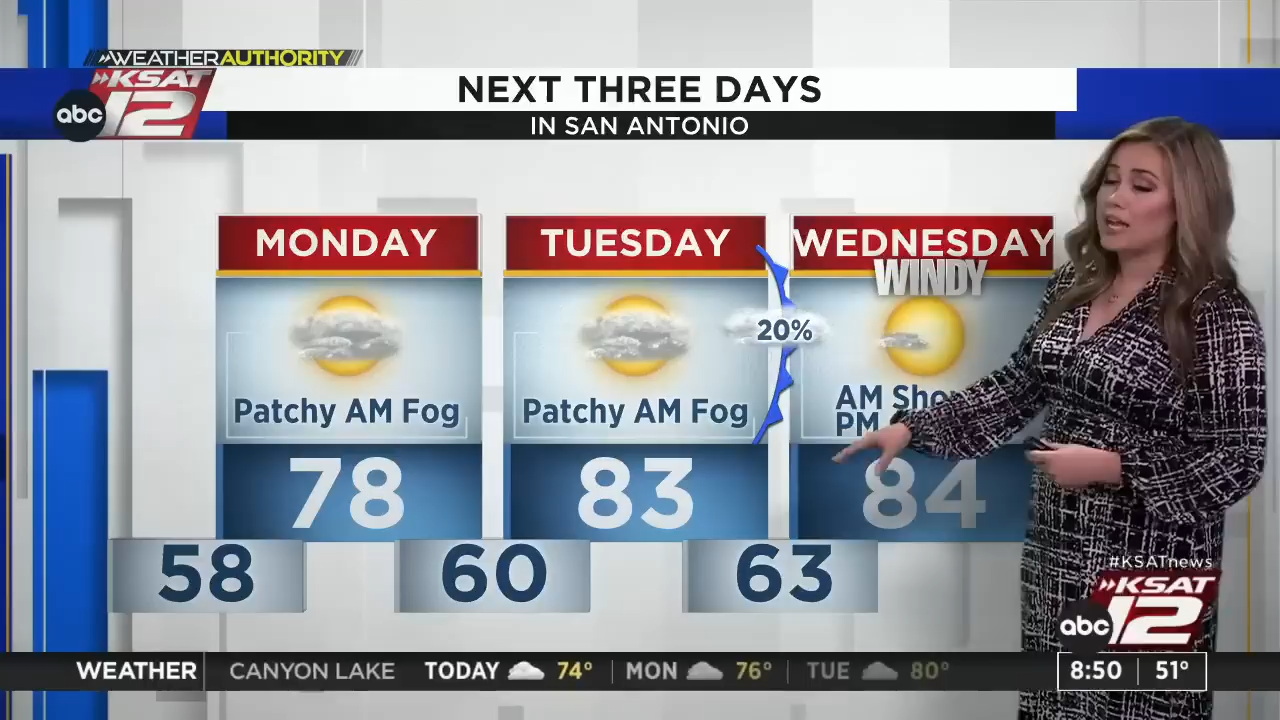 WEATHERAUTHORITY
KSAT
abc 12
NEXT THREE DAYS
IN SAN ANTONIO
MONDAY
Patchy AM Fog
78
58
TUESDAY
Patchy AM Fog
83
60
20%
WEDNESDAY
WINDY
AM Sho
PM
84
63
#KSATnews
KSAT
abc 12
WEATHER CANYON LAKE TODAY 74° MON 76° TUE 80°
8:50 51°